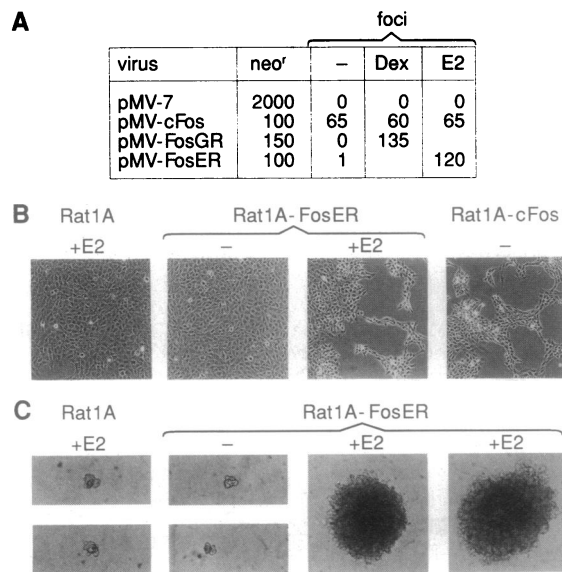 A
foci
virus neoʳ – Dex E2
pMV-7 2000 0 0 0
pMV-cFos 100 65 60 65
pMV-FosGR 150 0 135
pMV-FosER 100 1 120
B Rat1A Rat1A-FosER Rat1A-cFos
+E2 – +E2 –
C Rat1A Rat1A-FosER
+E2 – +E2 +E2